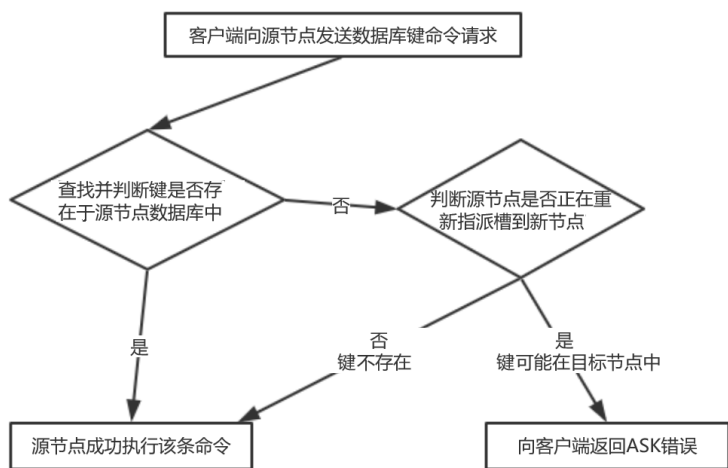 客户端向源节点发送数据库键命令请求
查找并判断键是否存
在于源节点数据库中
否
判断源节点是否正在重
新指派槽到新节点
是
否
键不存在
是
键可能在目标节点中
源节点成功执行该条命令
向客户端返回ASK错误